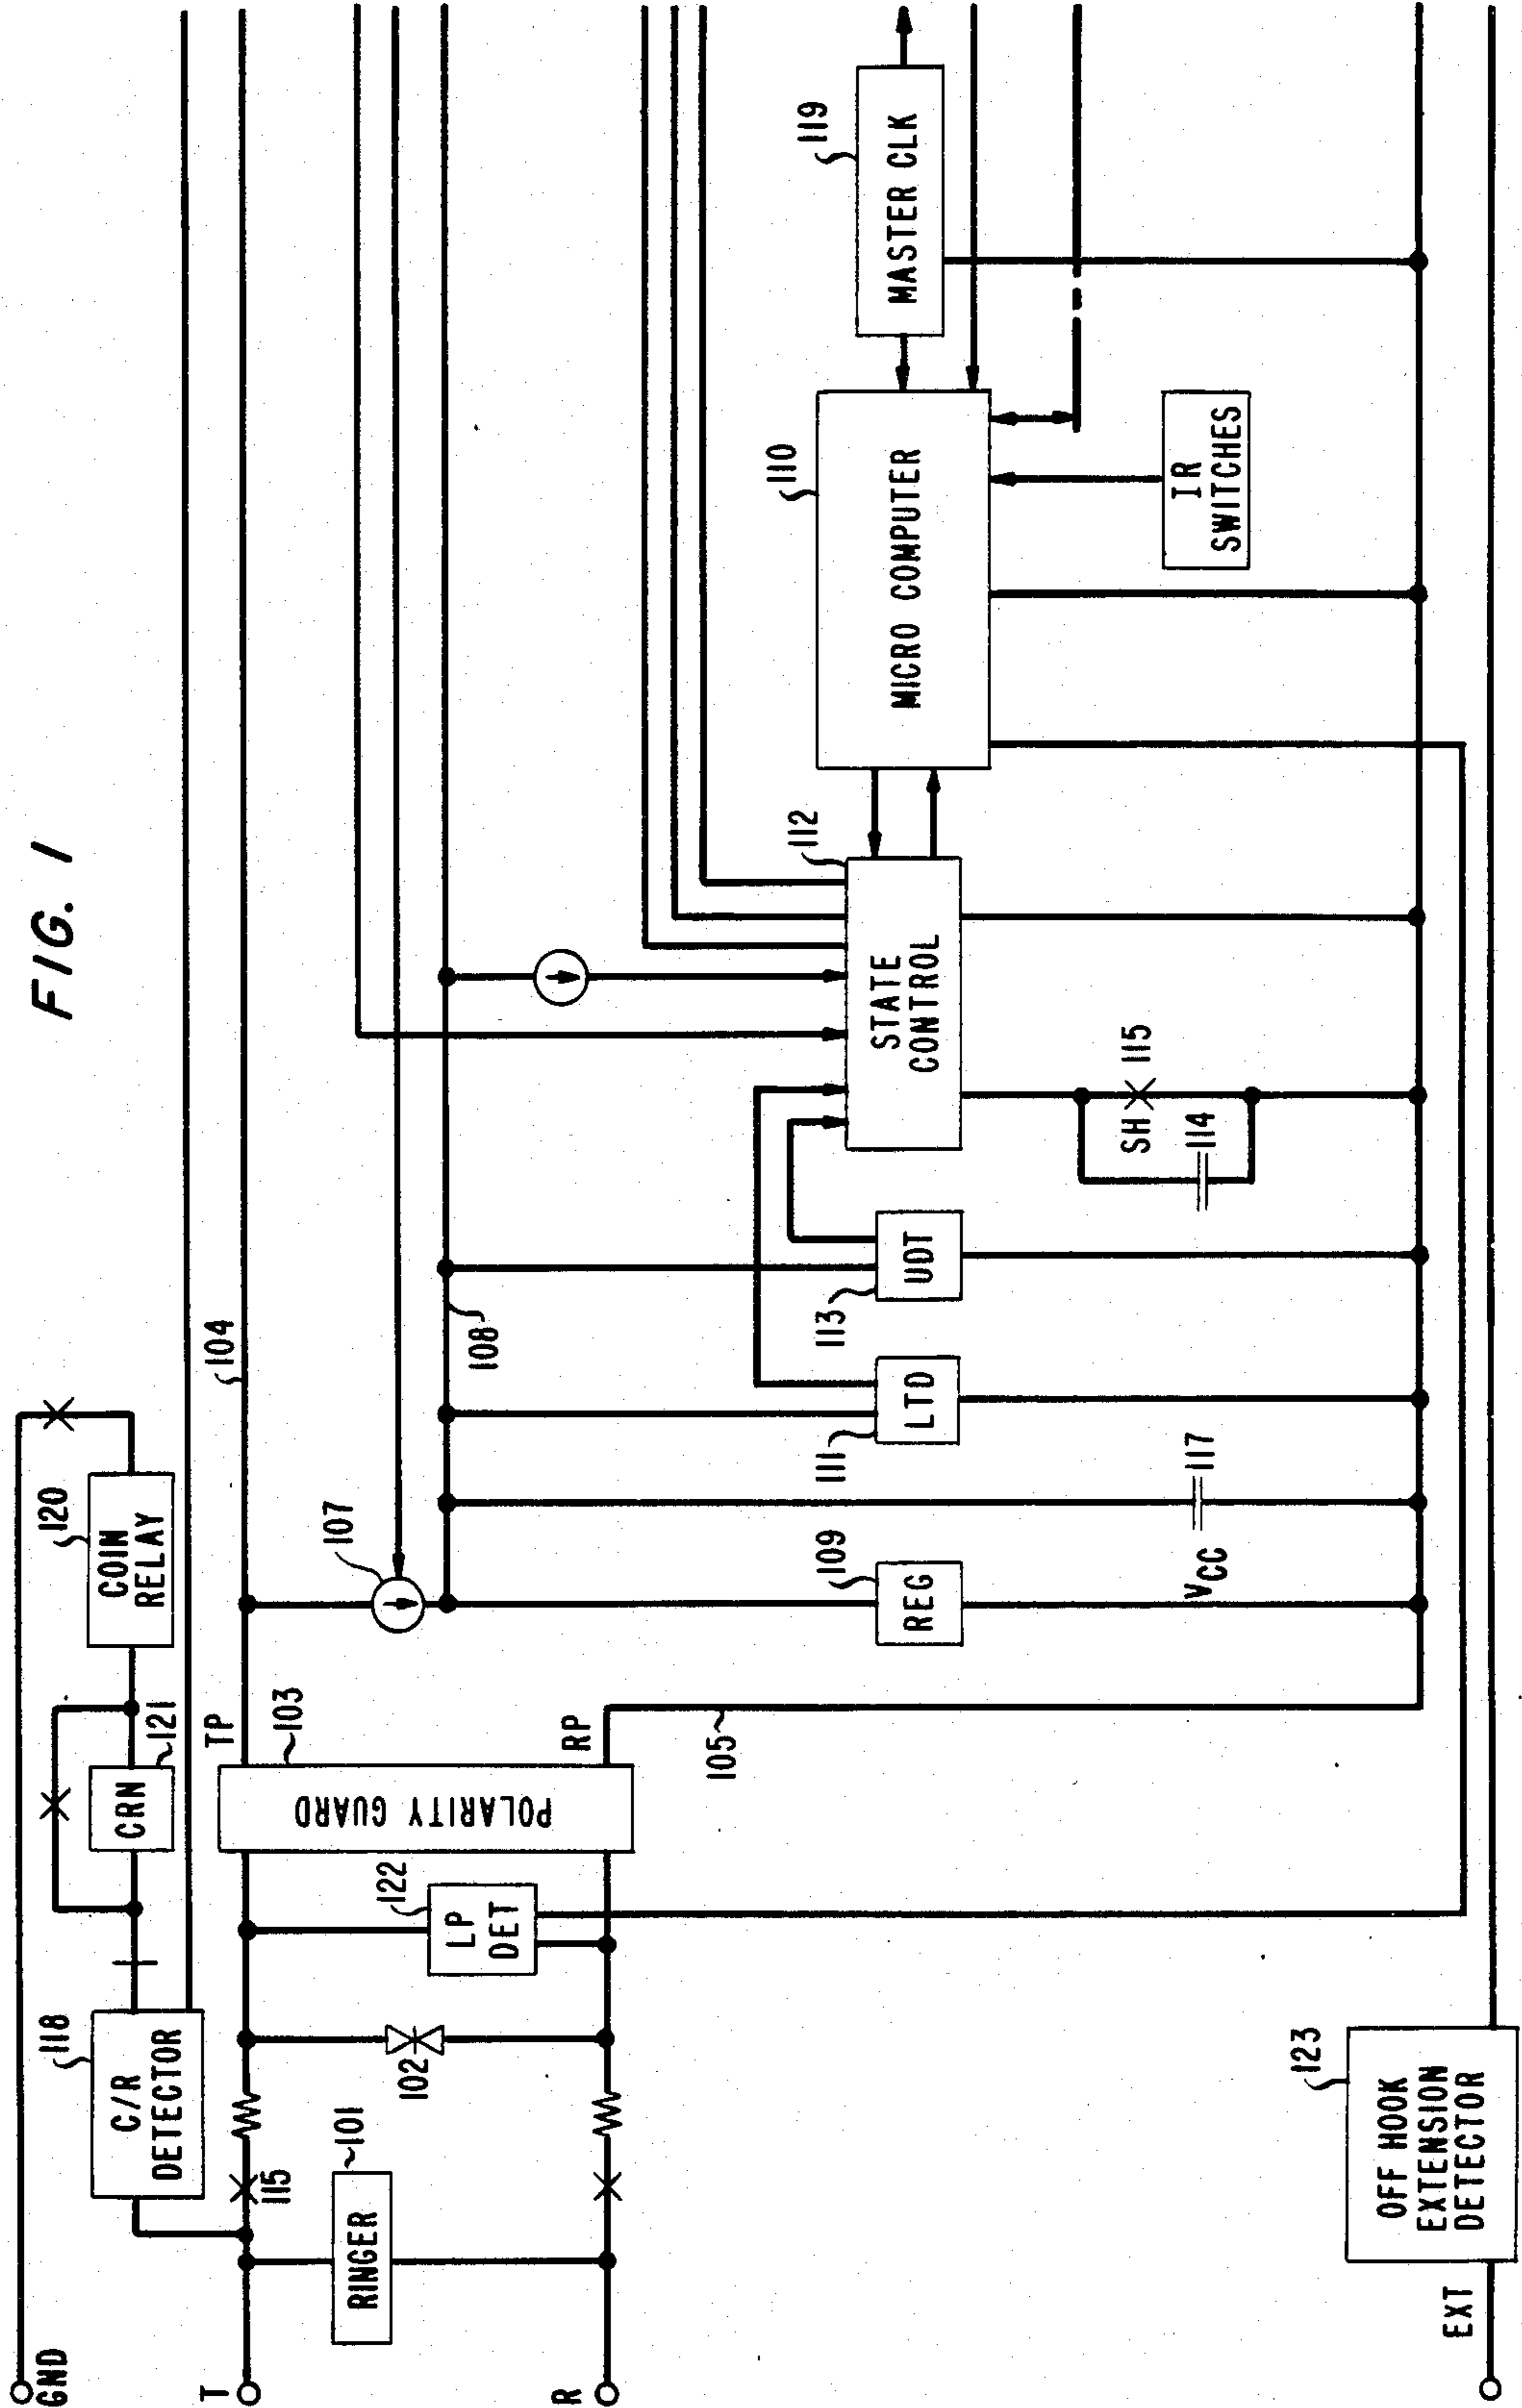 FIG. 1
GND
118
C/R
DETECTOR
CRN
121
120
COIN
RELAY
T
115
TP
104
RINGER
101
102
122
LP
DET
POLARITY GUARD
103
107
108
R
RP
105
109
REG
VCC
117
111
LTD
113
UDT
112
STATE
CONTROL
SH
115
114
110
MICRO COMPUTER
119
MASTER CLK
IR
SWITCHES
123
OFF HOOK
EXTENSION
DETECTOR
EXT